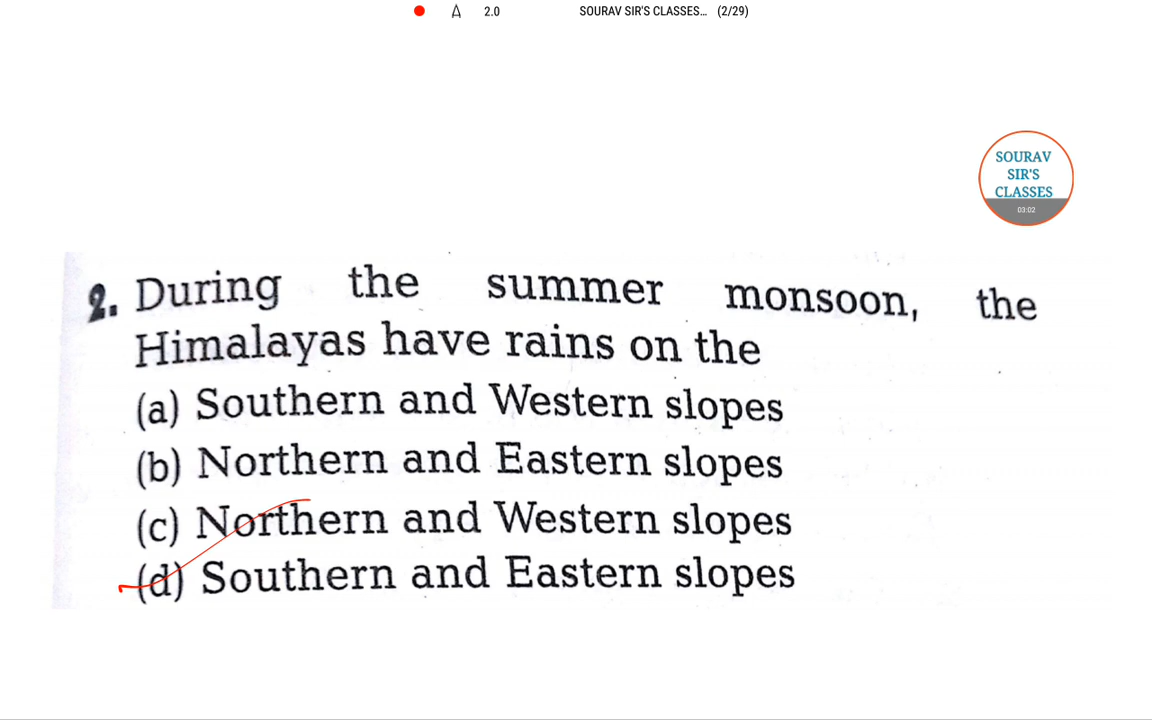 2.0 SOURAV SIR'S CLASSES... (2/29)
SOURAV
SIR'S
CLASSES
03:02
2. During the summer monsoon, the
Himalayas have rains on the
(a) Southern and Western slopes
(b) Northern and Eastern slopes
(c) Northern and Western slopes
(d) Southern and Eastern slopes